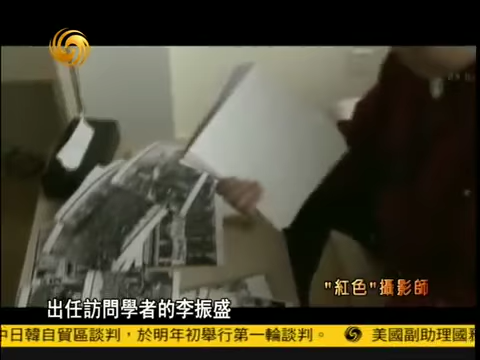 "紅色"攝影師
出任訪問學者的李振盛
中日韓自貿區談判，於明年初舉行第一輪談判。 美國副助理國務